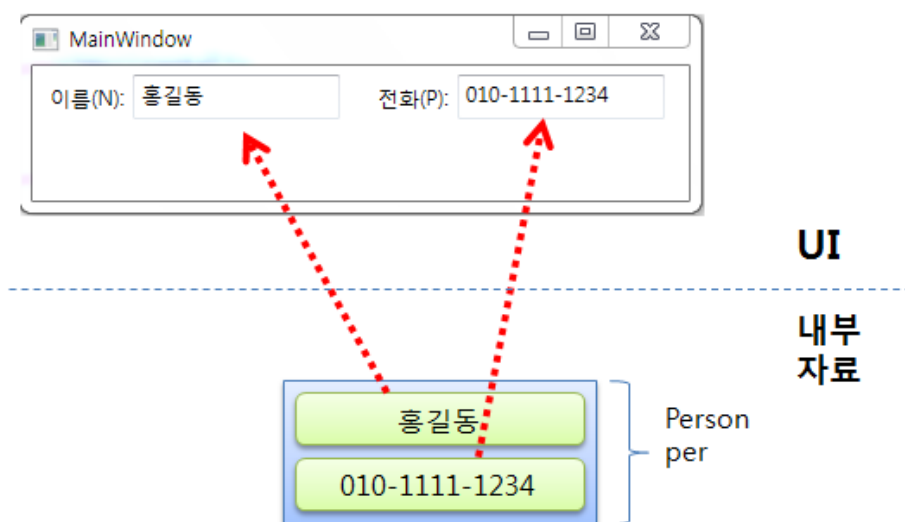 MainWindow
이름(N): 홍길동 전화(P): 010-1111-1234
UI
내부
자료
홍길동
010-1111-1234
Person
per